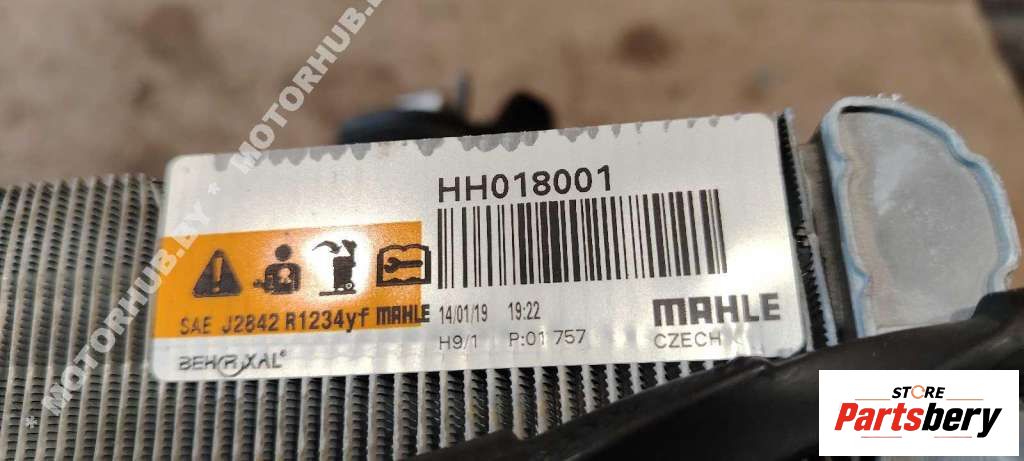 * MOTORHUB.BY * MOTORHUB.BY
HH018001
SAE J2842 R1234yf MAHLE
14/01/19 19:22
MAHLE
H9/1 P:01 757
CZECH
BEHR XAL®
STORE
Partsbery